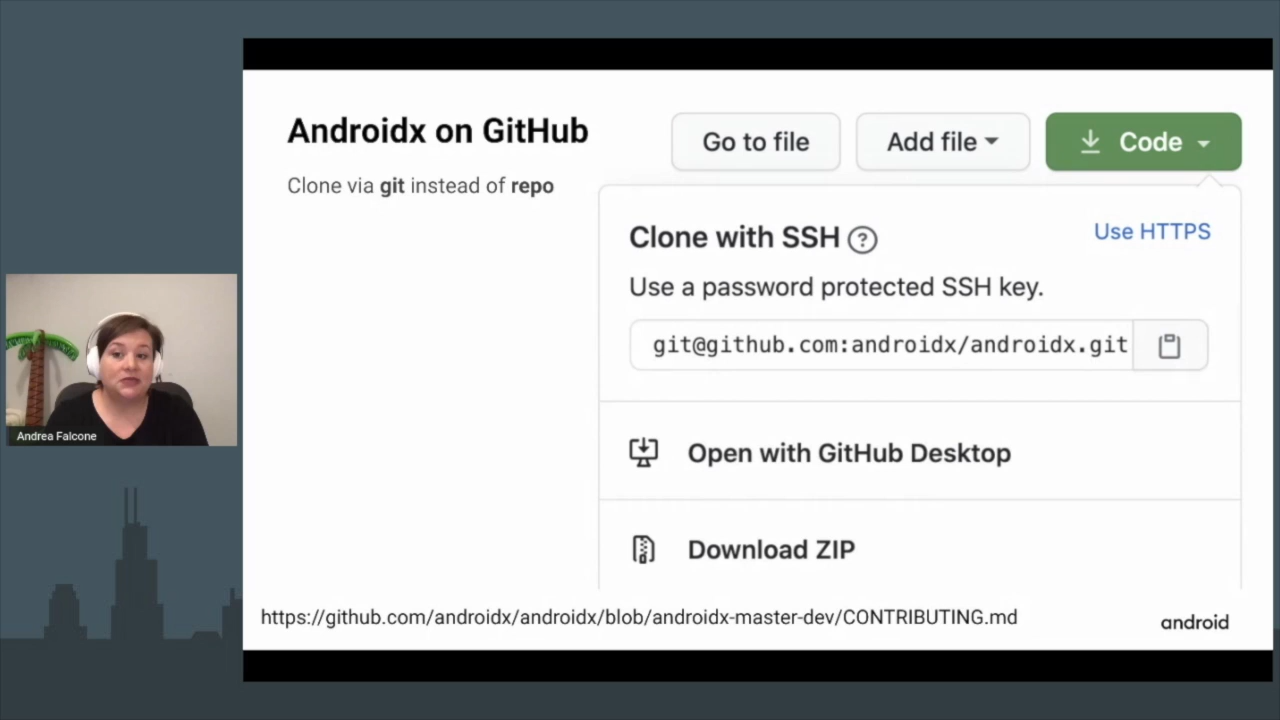 Androidx on GitHub
Clone via git instead of repo
Go to file
Add file
Code
Clone with SSH ?
Use HTTPS
Use a password protected SSH key.
git@github.com:androidx/androidx.git
Open with GitHub Desktop
Download ZIP
https://github.com/androidx/androidx/blob/androidx-master-dev/CONTRIBUTING.md
android
Andrea Falcone